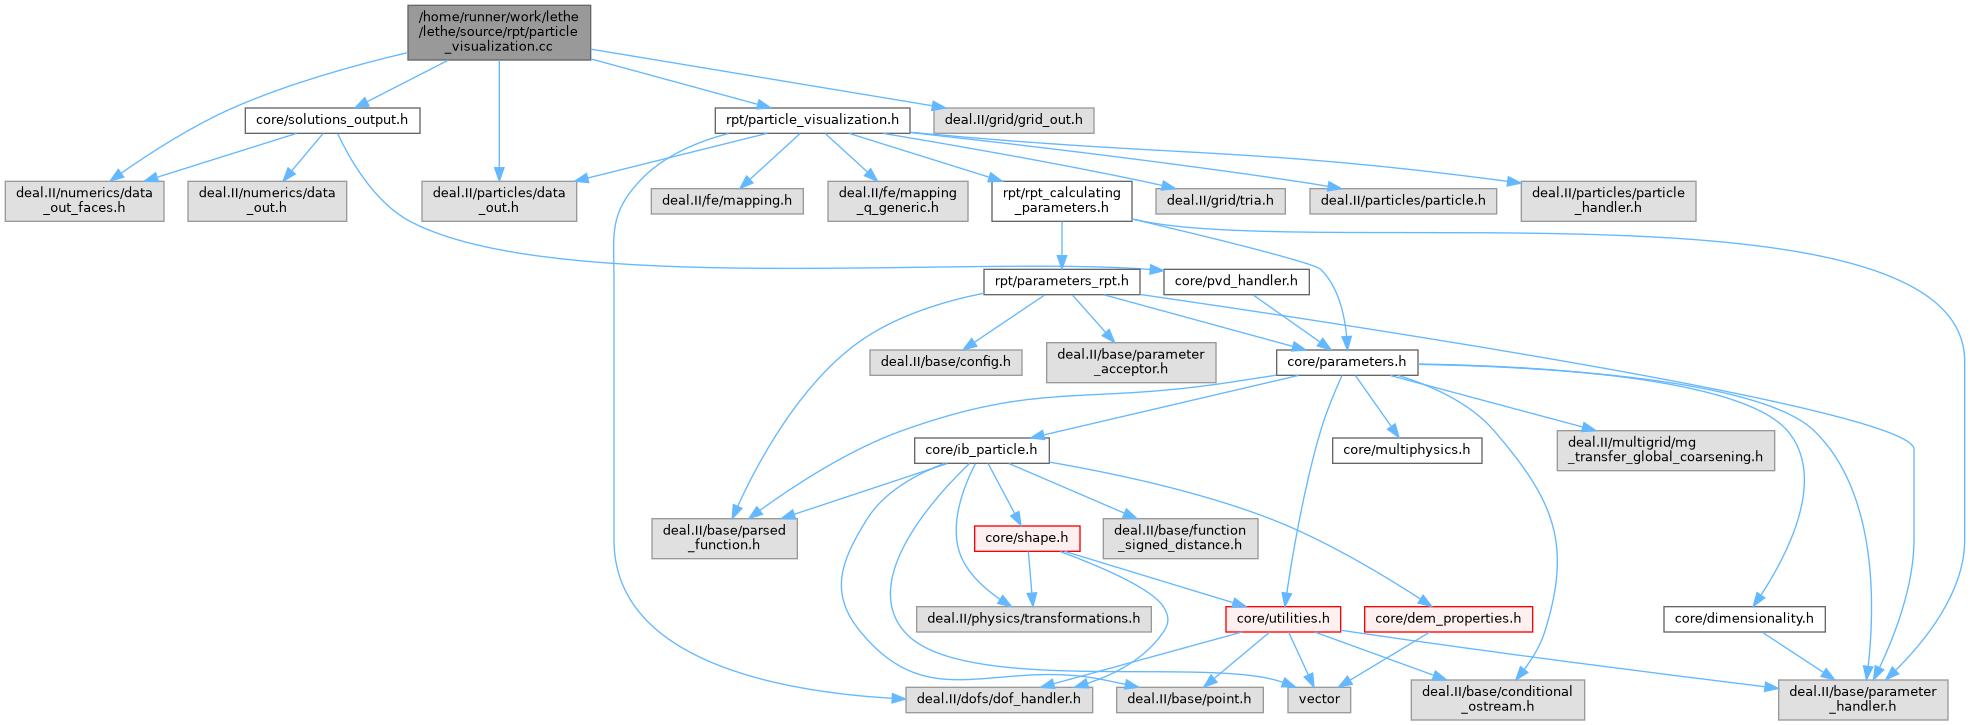 /home/runner/work/lethe
/lethe/source/rpt/particle
_visualization.cc
core/solutions_output.h
rpt/particle_visualization.h
deal.II/grid/grid_out.h
deal.II/numerics/data
_out_faces.h
deal.II/numerics/data
_out.h
deal.II/particles/data
_out.h
deal.II/fe/mapping.h
deal.II/fe/mapping
_q_generic.h
rpt/rpt_calculating
_parameters.h
deal.II/grid/tria.h
deal.II/particles/particle.h
deal.II/particles/particle
_handler.h
rpt/parameters_rpt.h
core/pvd_handler.h
deal.II/base/config.h
deal.II/base/parameter
_acceptor.h
core/parameters.h
core/ib_particle.h
core/multiphysics.h
deal.II/multigrid/mg
_transfer_global_coarsening.h
deal.II/base/parsed
_function.h
core/shape.h
deal.II/base/function
_signed_distance.h
deal.II/physics/transformations.h
core/utilities.h
core/dem_properties.h
core/dimensionality.h
deal.II/dofs/dof_handler.h
deal.II/base/point.h
vector
deal.II/base/conditional
_ostream.h
deal.II/base/parameter
_handler.h